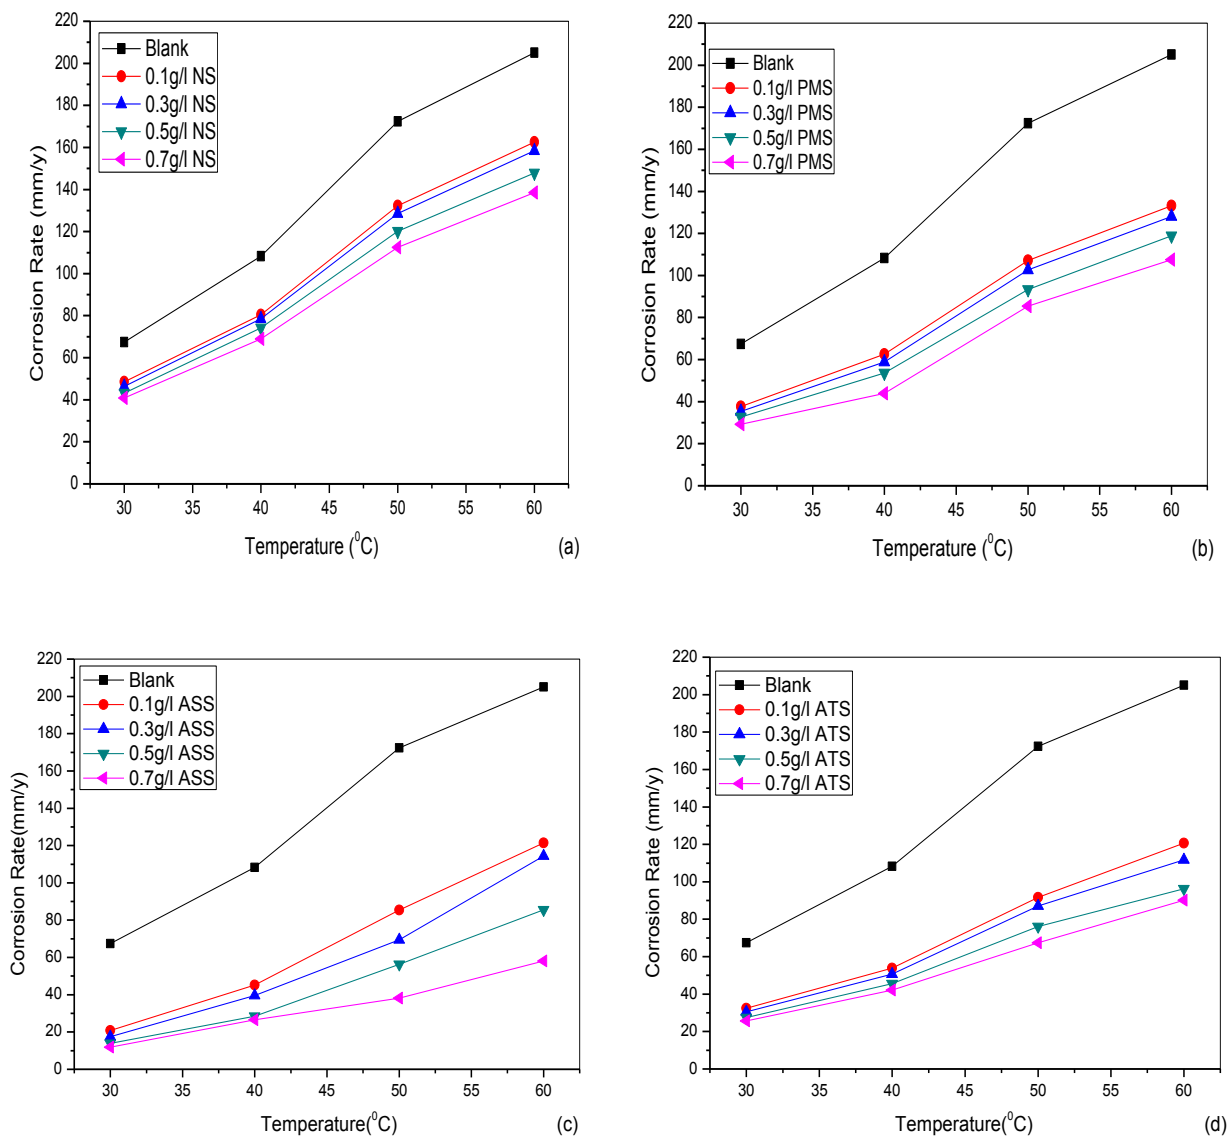 220
200
180
160
140
120
100
80
60
40
20
0
Corrosion Rate (mm/y)
Blank
0.1g/l NS
0.3g/l NS
0.5g/l NS
0.7g/l NS
30 35 40 45 50 55 60
Temperature (⁰C)
(a)
220
200
180
160
140
120
100
80
60
40
20
0
Corrosion Rate (mm/y)
Blank
0.1g/l PMS
0.3g/l PMS
0.5g/l PMS
0.7g/l PMS
30 35 40 45 50 55 60
Temperature (⁰C)
(b)
220
200
180
160
140
120
100
80
60
40
20
0
Corrosion Rate(mm/y)
Blank
0.1g/l ASS
0.3g/l ASS
0.5g/l ASS
0.7g/l ASS
30 35 40 45 50 55 60
Temperature(⁰C)
(c)
220
200
180
160
140
120
100
80
60
40
20
0
Corrosion Rate (mm/y)
Blank
0.1g/l ATS
0.3g/l ATS
0.5g/l ATS
0.7g/l ATS
30 35 40 45 50 55 60
Temperature(⁰C)
(d)